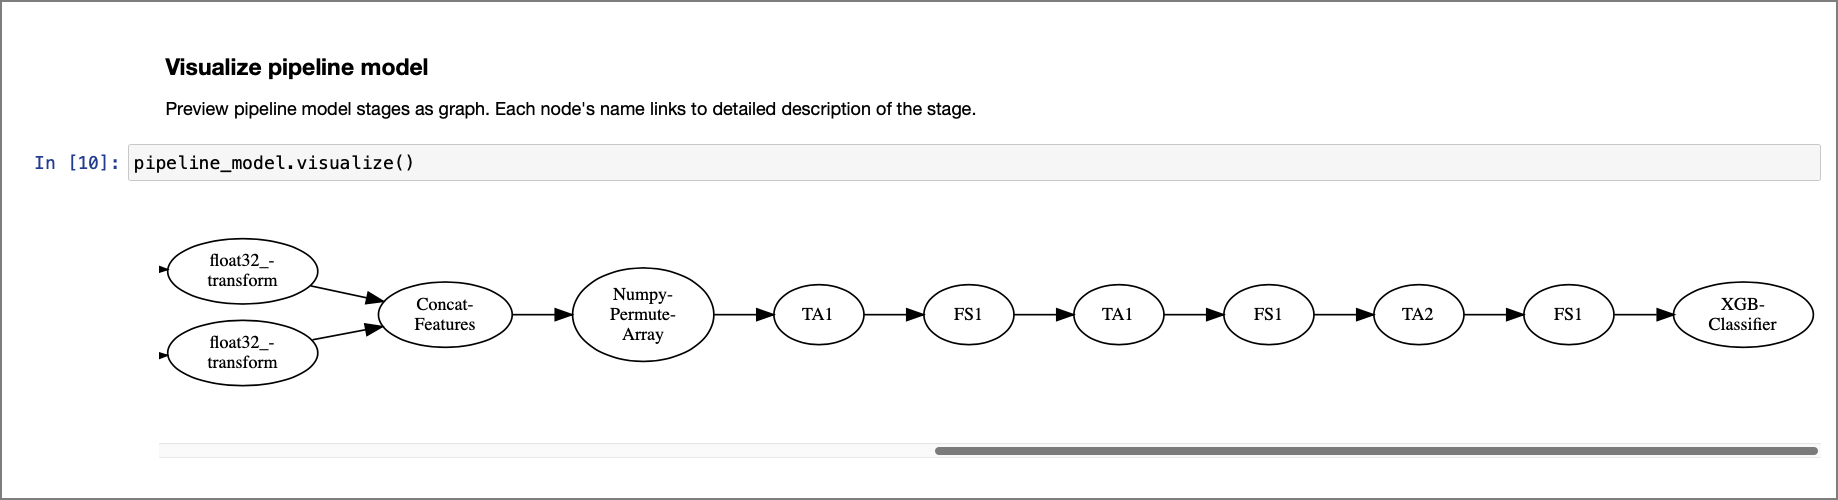 Visualize pipeline model
Preview pipeline model stages as graph. Each node's name links to detailed description of the stage.
In [10]: pipeline_model.visualize()
float32_-
transform
float32_-
transform
Concat-
Features
Numpy-
Permute-
Array
TA1
FS1
TA1
FS1
TA2
FS1
XGB-
Classifier